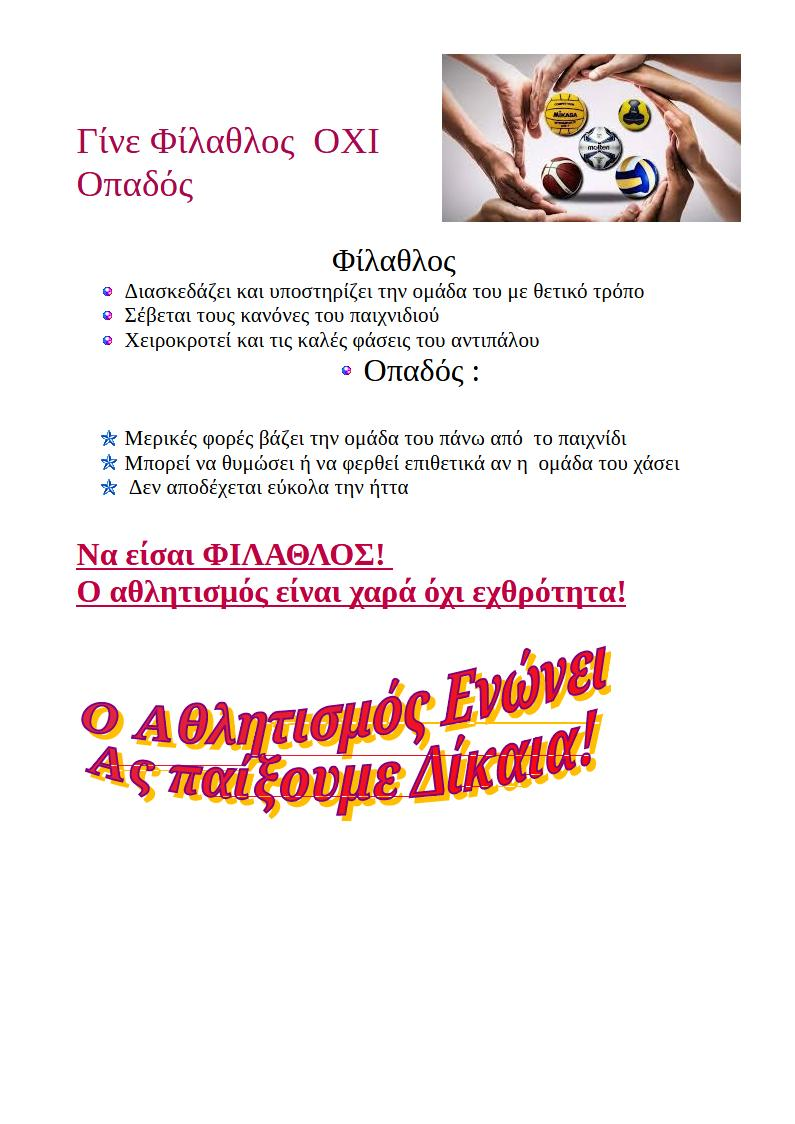 Γίνε Φίλαθλος ΟΧΙ
Οπαδός
MIKASA
molten
Φίλαθλος
Διασκεδάζει και υποστηρίζει την ομάδα του με θετικό τρόπο
Σέβεται τους κανόνες του παιχνιδιού
Χειροκροτεί και τις καλές φάσεις του αντιπάλου
Οπαδός :
Μερικές φορές βάζει την ομάδα του πάνω από το παιχνίδι
Μπορεί να θυμώσει ή να φερθεί επιθετικά αν η ομάδα του χάσει
Δεν αποδέχεται εύκολα την ήττα
Να είσαι ΦΙΛΑΘΛΟΣ!
Ο αθλητισμός είναι χαρά όχι εχθρότητα!
Ο Αθλητισμός Ενώνει
Ας παίξουμε Δίκαια!